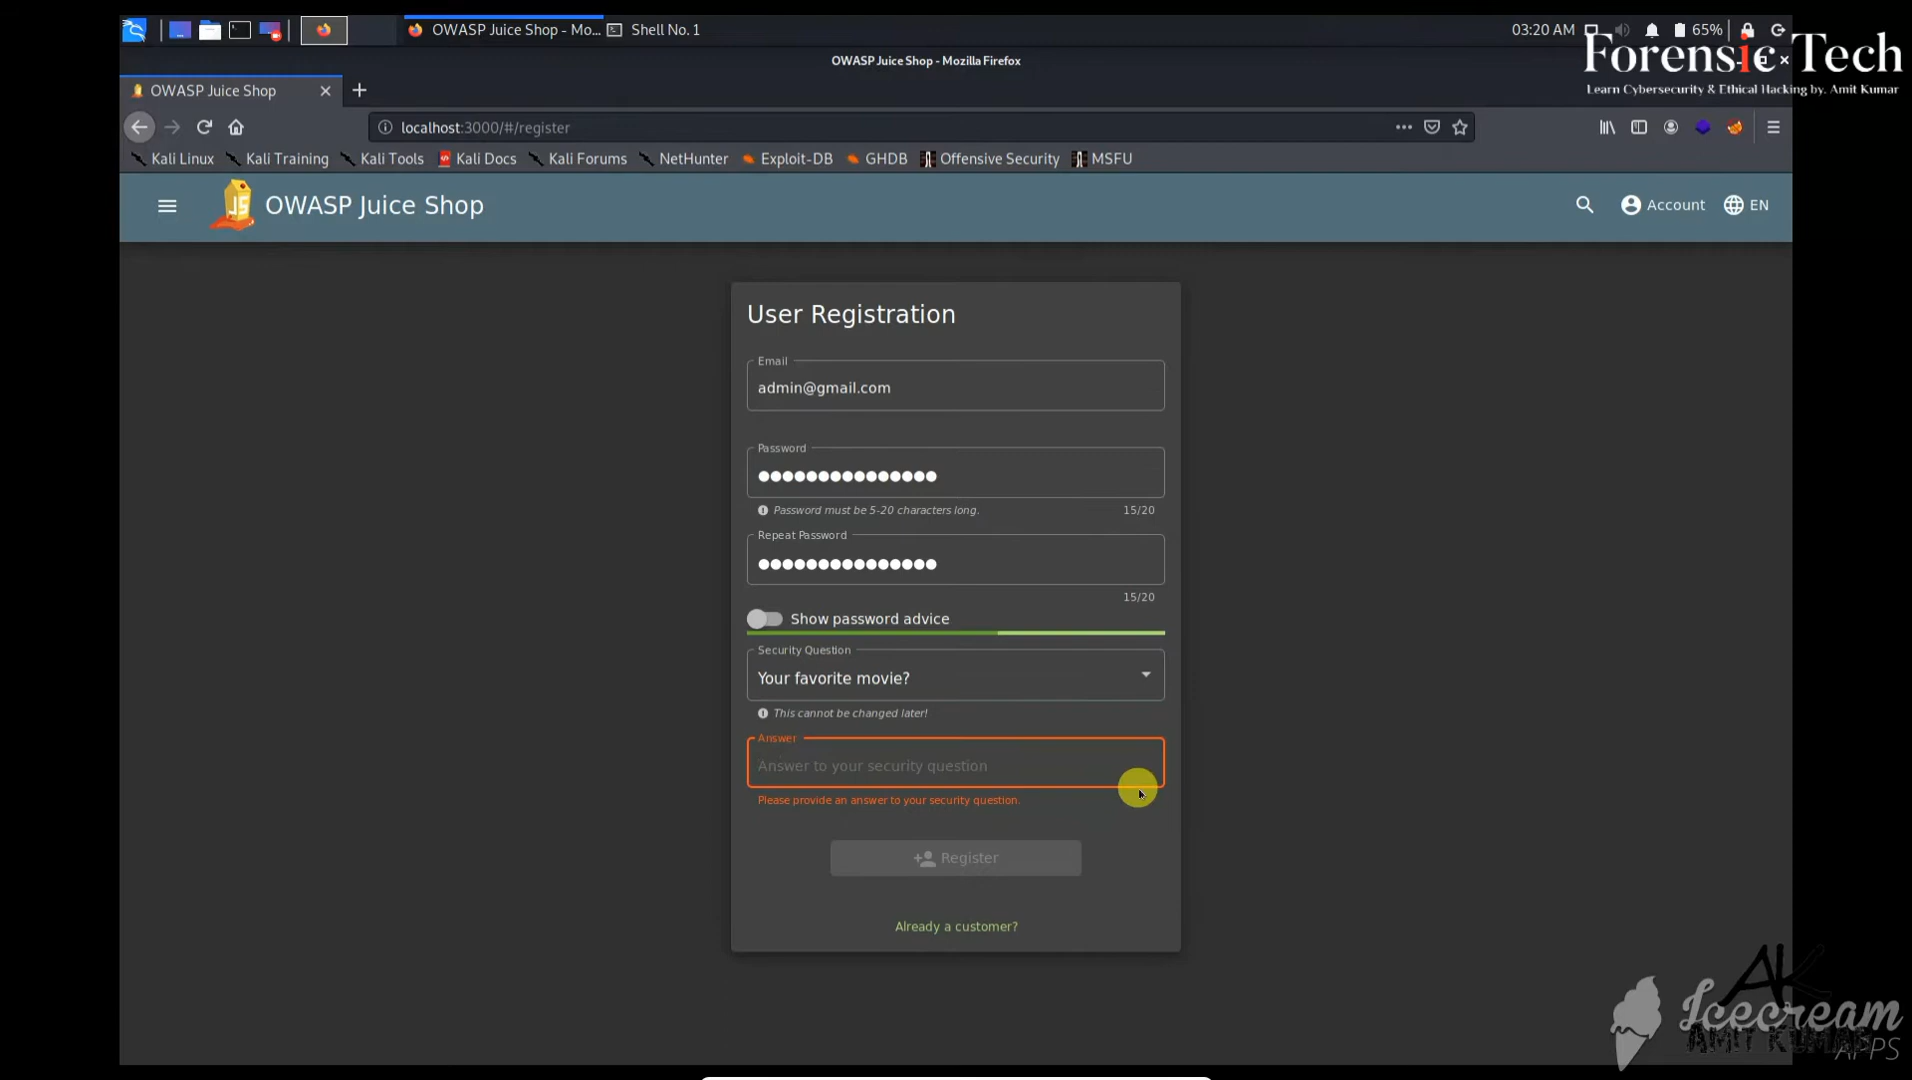 OWASP Juice Shop - Mo...
Shell No. 1
03:20 AM
65%
Forensic Tech
Learn Cybersecurity & Ethical Hacking by. Amit Kumar
OWASP Juice Shop - Mozilla Firefox
OWASP Juice Shop
localhost:3000/#/register
Kali Linux
Kali Training
Kali Tools
Kali Docs
Kali Forums
NetHunter
Exploit-DB
GHDB
Offensive Security
MSFU
JS
OWASP Juice Shop
Account
EN
User Registration
Email
admin@gmail.com
Password
Password must be 5-20 characters long.
15/20
Repeat Password
15/20
Show password advice
Security Question
Your favorite movie?
This cannot be changed later!
Answer
Answer to your security question
Please provide an answer to your security question.
Register
Already a customer?
AK
Icecream
AMIT KUMAR
APPS